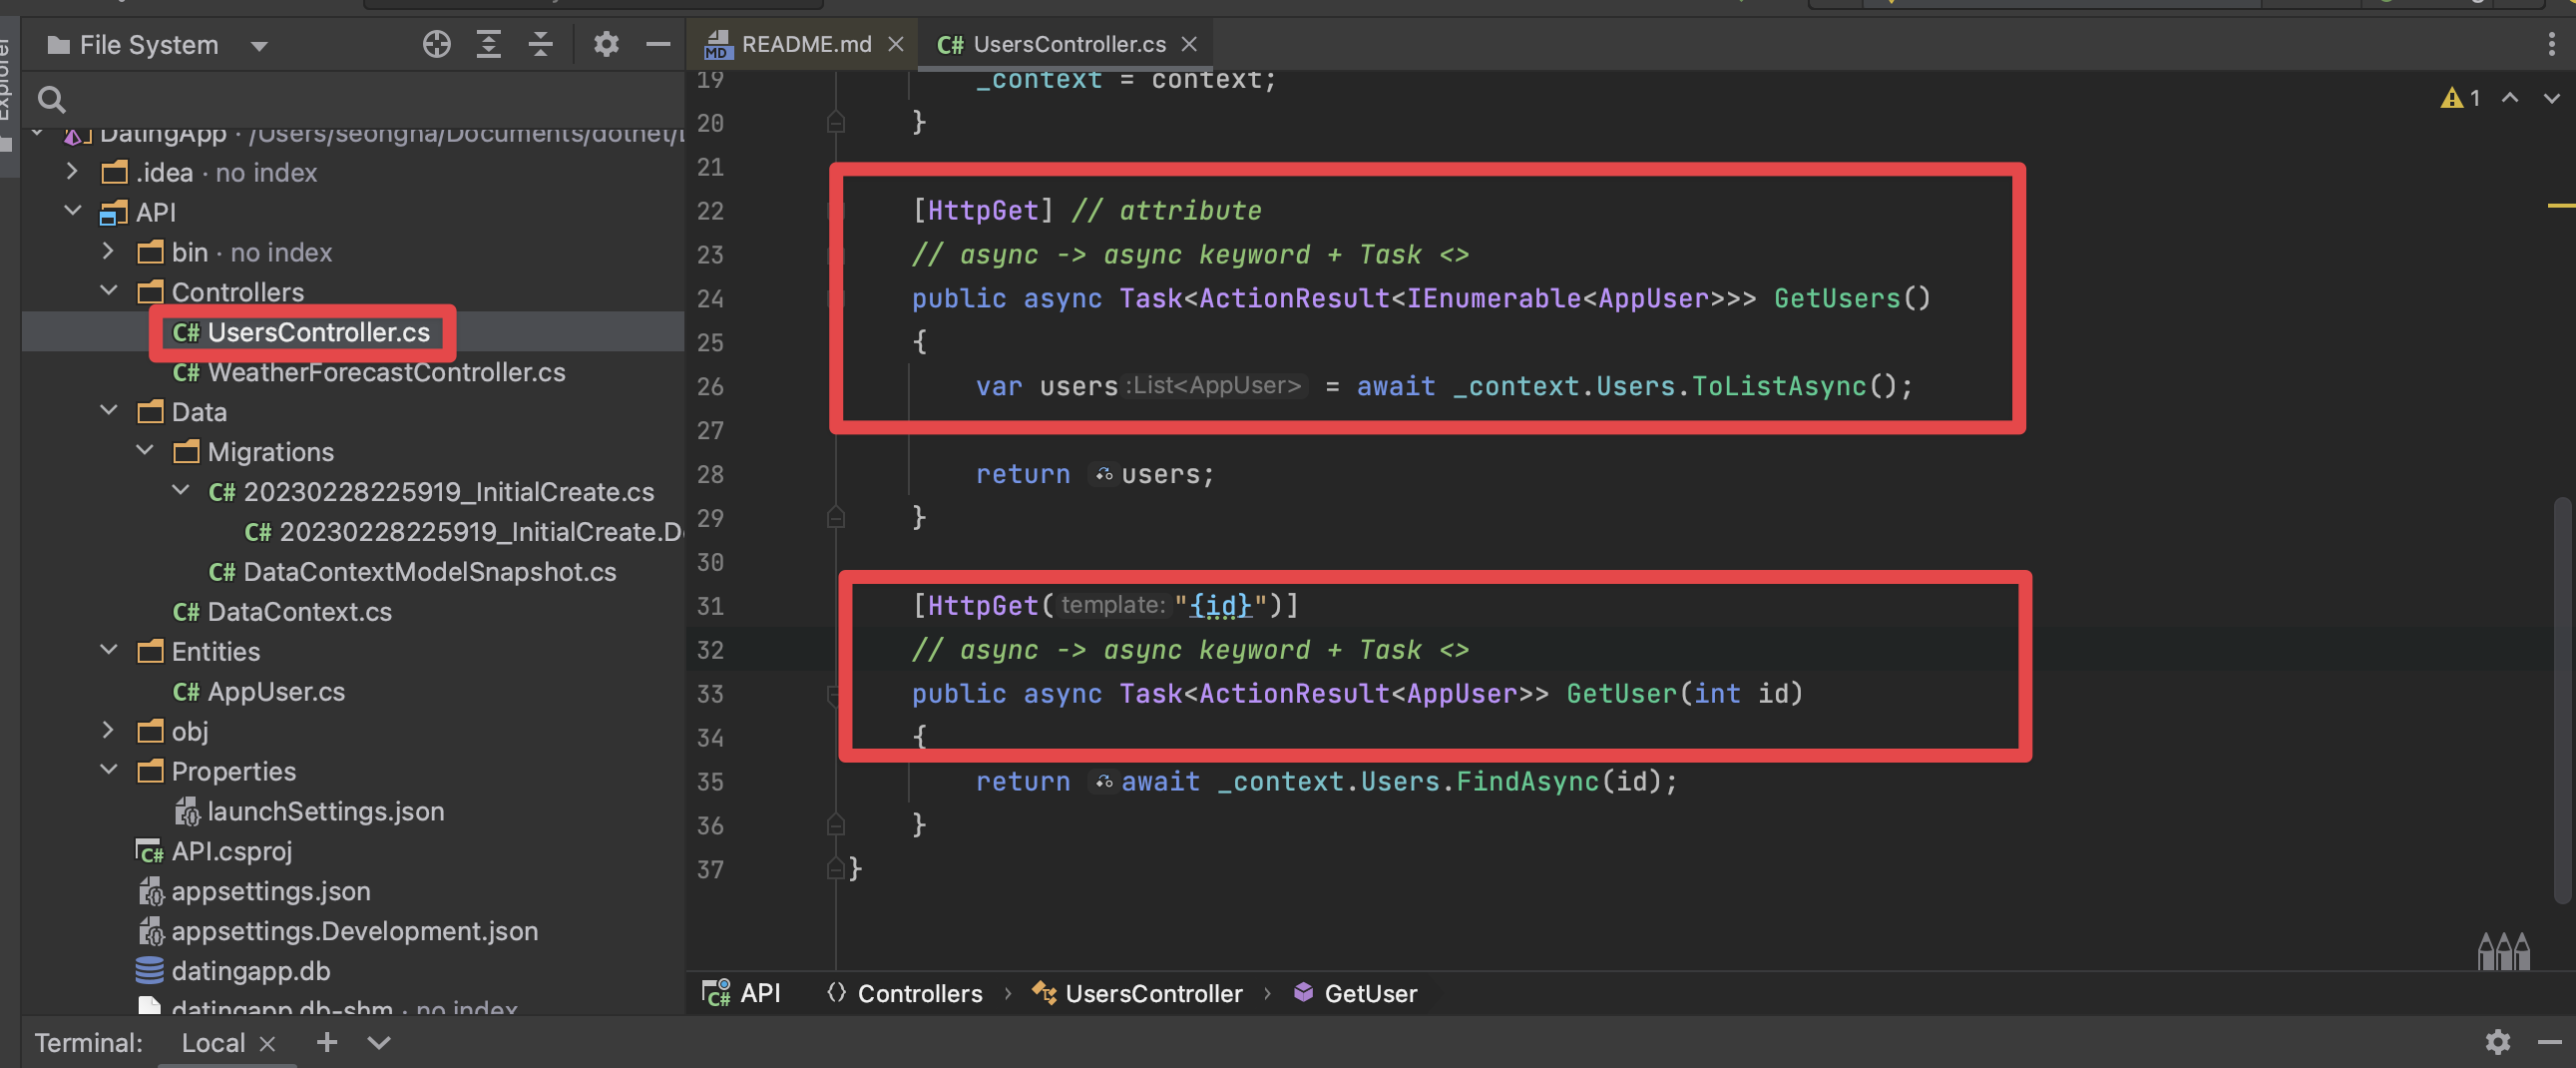 Explorer
File System
DatingApp · /Users/seongha/Documents/dotnet/
.idea · no index
API
bin · no index
Controllers
UsersController.cs
WeatherForecastController.cs
Data
Migrations
20230228225919_InitialCreate.cs
20230228225919_InitialCreate.D
DataContextModelSnapshot.cs
DataContext.cs
Entities
AppUser.cs
obj
Properties
launchSettings.json
API.csproj
appsettings.json
appsettings.Development.json
datingapp.db
datingapp.db-shm · no index
README.md
UsersController.cs
1
19 _context = context;
20 }
21
22 [HttpGet] // attribute
23 // async -> async keyword + Task <>
24 public async Task<ActionResult<IEnumerable<AppUser>>> GetUsers()
25 {
26 var users :List<AppUser> = await _context.Users.ToListAsync();
27
28 return users;
29 }
30
31 [HttpGet( template: "{id}")]
32 // async -> async keyword + Task <>
33 public async Task<ActionResult<AppUser>> GetUser(int id)
34 {
35 return await _context.Users.FindAsync(id);
36 }
37 }
API Controllers › UsersController › GetUser
Terminal: Local